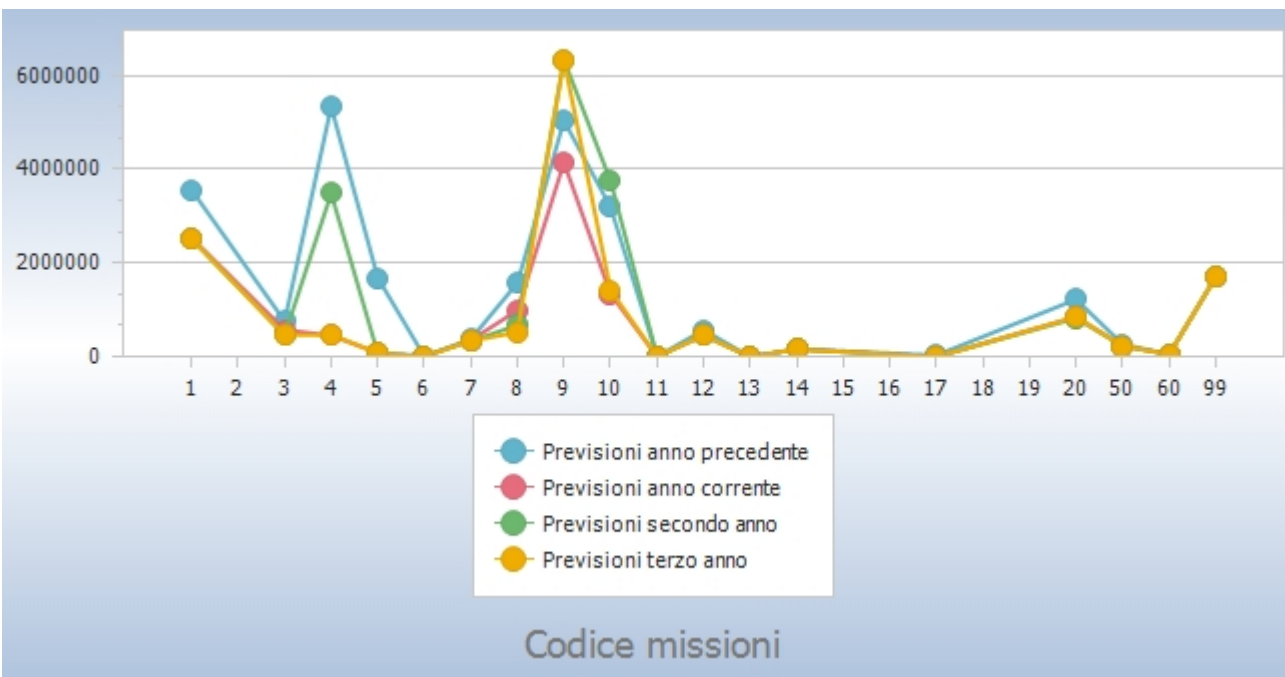 6000000
4000000
2000000
0
1 2 3 4 5 6 7 8 9 10 11 12 13 14 15 16 17 18 19 20 50 60 99
Previsioni anno precedente
Previsioni anno corrente
Previsioni secondo anno
Previsioni terzo anno
Codice missioni